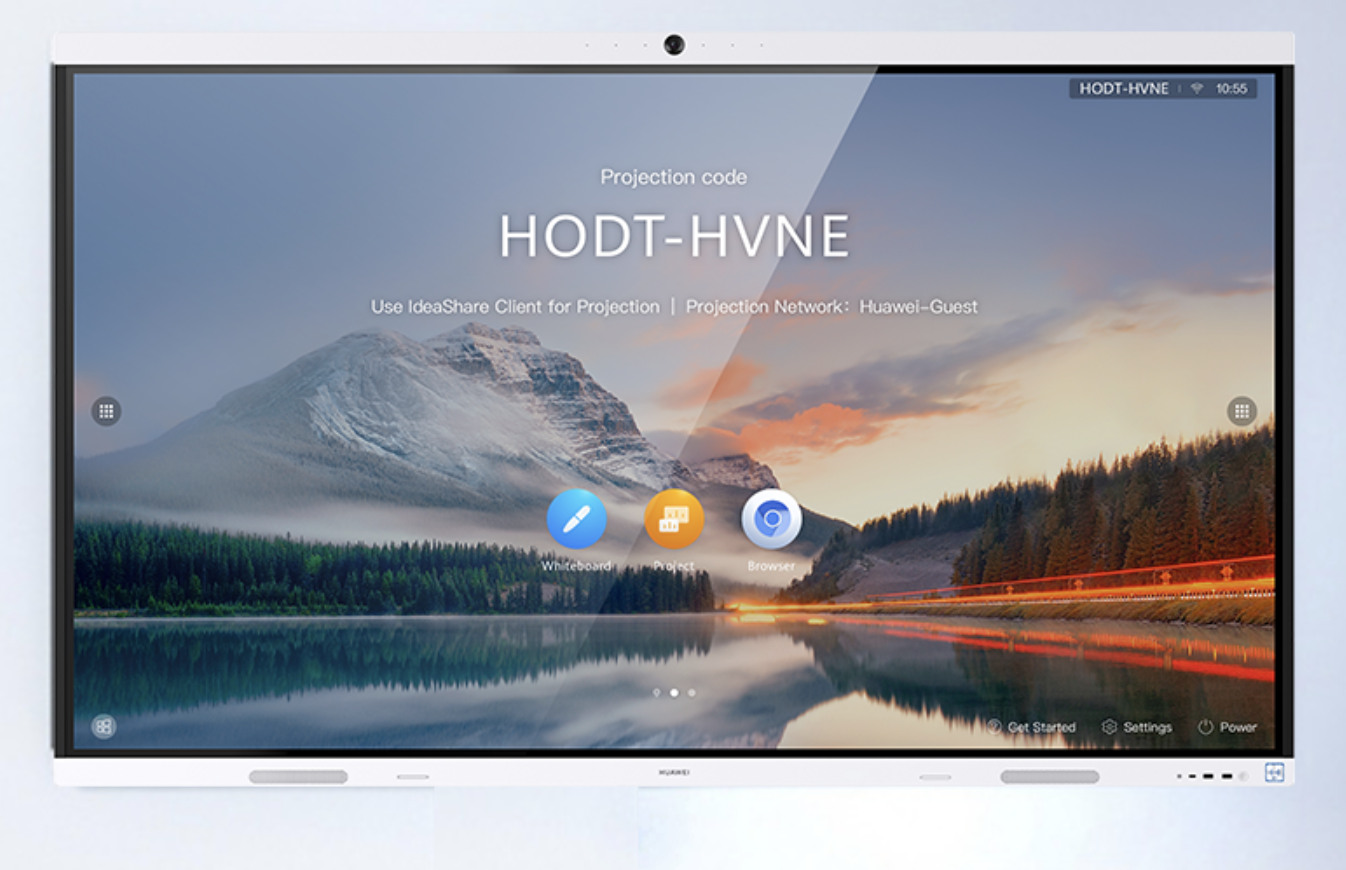 HODT-HVNE 10:55
Projection code
HODT-HVNE
Use IdeaShare Client for Projection | Projection Network: Huawei-Guest
Whiteboard Project Browser
Get Started Settings Power
HUAWEI